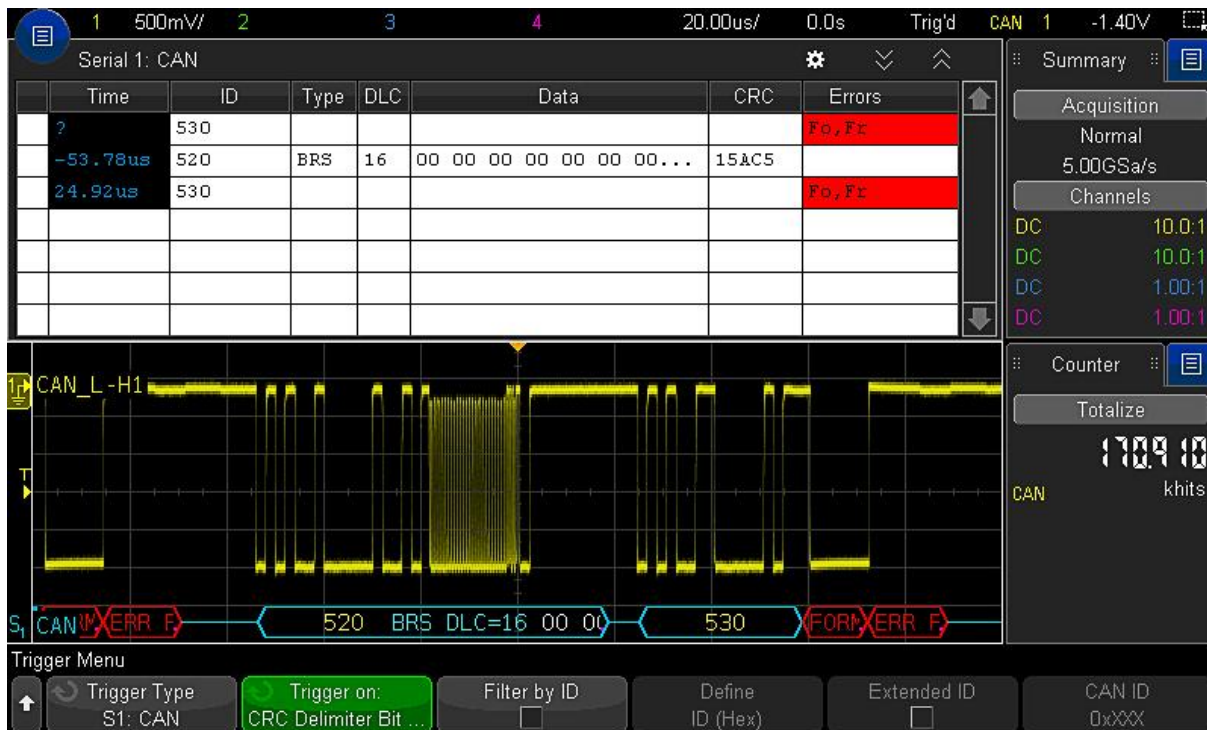 1 500mV/ 2 3 4 20.00us/ 0.0s Trig'd CAN 1 -1.40V
Serial 1: CAN
Time ID Type DLC Data CRC Errors
? 530 Fo,Fr
-53.78us 520 BRS 16 00 00 00 00 00 00 00... 15AC5
24.92us 530 Fo,Fr
Summary
Acquisition
Normal
5.00GSa/s
Channels
DC 10.0:1
DC 10.0:1
DC 1.00:1
DC 1.00:1
Counter
Totalize
170.910
CAN khits
1 CAN_L-H1
T
S1 CAN ERR F 520 BRS DLC=16 00 0 530 FORM ERR F
Trigger Menu
Trigger Type
S1: CAN
Trigger on:
CRC Delimiter Bit ...
Filter by ID
Define
ID (Hex)
Extended ID
CAN ID
0xXXX